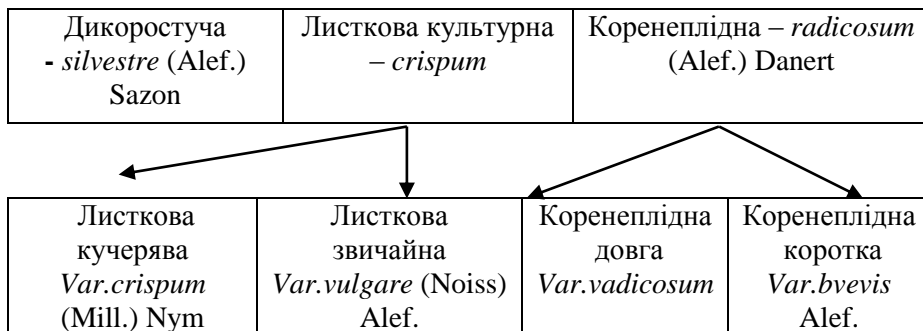 Дикоростуча
- silvestre (Alef.)
Sazon
Листкова культурна
– crispum
Коренеплідна – radicosum
(Alef.) Danert
Листкова
кучерява
Var.crispum
(Mill.) Nym
Листкова
звичайна
Var.vulgare (Noiss)
Alef.
Коренеплідна
довга
Var.vadicosum
Коренеплідна
коротка
Var.bvevis
Alef.